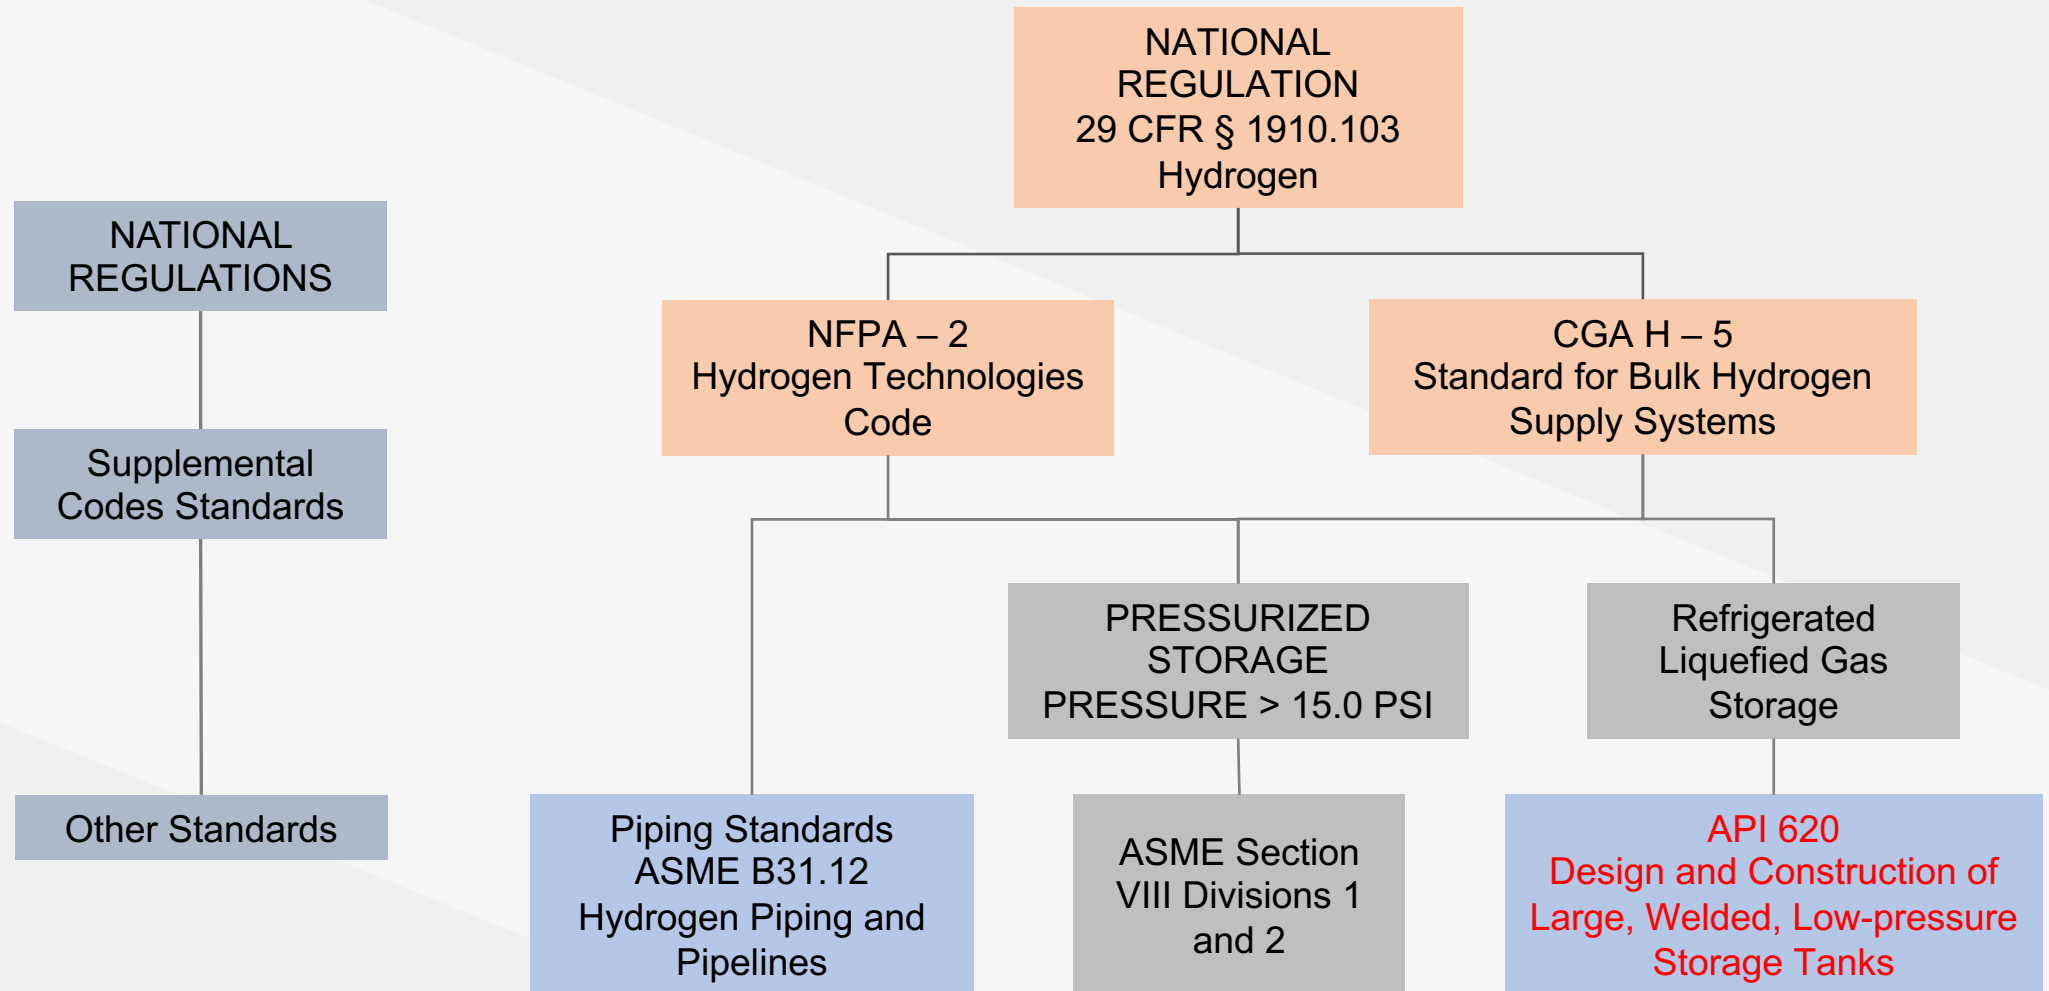 NATIONAL
REGULATION
29 CFR § 1910.103
Hydrogen
NATIONAL
REGULATIONS
NFPA – 2
Hydrogen Technologies
Code
CGA H – 5
Standard for Bulk Hydrogen
Supply Systems
Supplemental
Codes Standards
PRESSURIZED
STORAGE
PRESSURE > 15.0 PSI
Refrigerated
Liquefied Gas
Storage
Other Standards
Piping Standards
ASME B31.12
Hydrogen Piping and
Pipelines
ASME Section
VIII Divisions 1
and 2
API 620
Design and Construction of
Large, Welded, Low-pressure
Storage Tanks